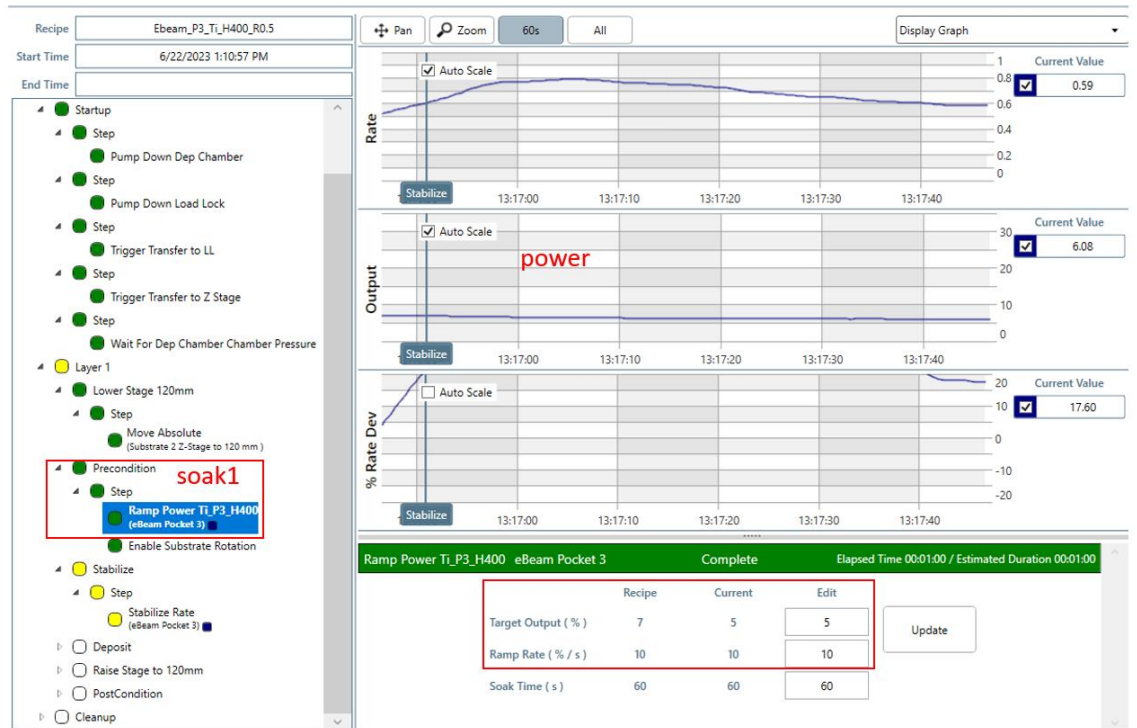 Recipe Ebeam_P3_Ti_H400_R0.5
Start Time 6/22/2023 1:10:57 PM
End Time
Startup
Step
Pump Down Dep Chamber
Step
Pump Down Load Lock
Step
Trigger Transfer to LL
Step
Trigger Transfer to Z Stage
Step
Wait For Dep Chamber Chamber Pressure
Layer 1
Lower Stage 120mm
Step
Move Absolute
(Substrate 2 Z-Stage to 120 mm )
Precondition
soak1
Step
Ramp Power Ti_P3_H400
(eBeam Pocket 3)
Enable Substrate Rotation
Stabilize
Step
Stabilize Rate
(eBeam Pocket 3)
Deposit
Raise Stage to 120mm
PostCondition
Cleanup
Pan Zoom 60s All Display Graph
Auto Scale
Rate
1
0.8
0.6
0.4
0.2
0
Current Value
0.59
Stabilize
13:17:00 13:17:10 13:17:20 13:17:30 13:17:40
Auto Scale
power
Output
30
20
10
0
Current Value
6.08
Stabilize
13:17:00 13:17:10 13:17:20 13:17:30 13:17:40
Auto Scale
% Rate Dev
20
10
0
-10
-20
Current Value
17.60
Stabilize
13:17:00 13:17:10 13:17:20 13:17:30 13:17:40
Ramp Power Ti_P3_H400 eBeam Pocket 3 Complete Elapsed Time 00:01:00 / Estimated Duration 00:01:00
Recipe Current Edit
Target Output ( % ) 7 5 5
Update
Ramp Rate ( % / s ) 10 10 10
Soak Time ( s ) 60 60 60